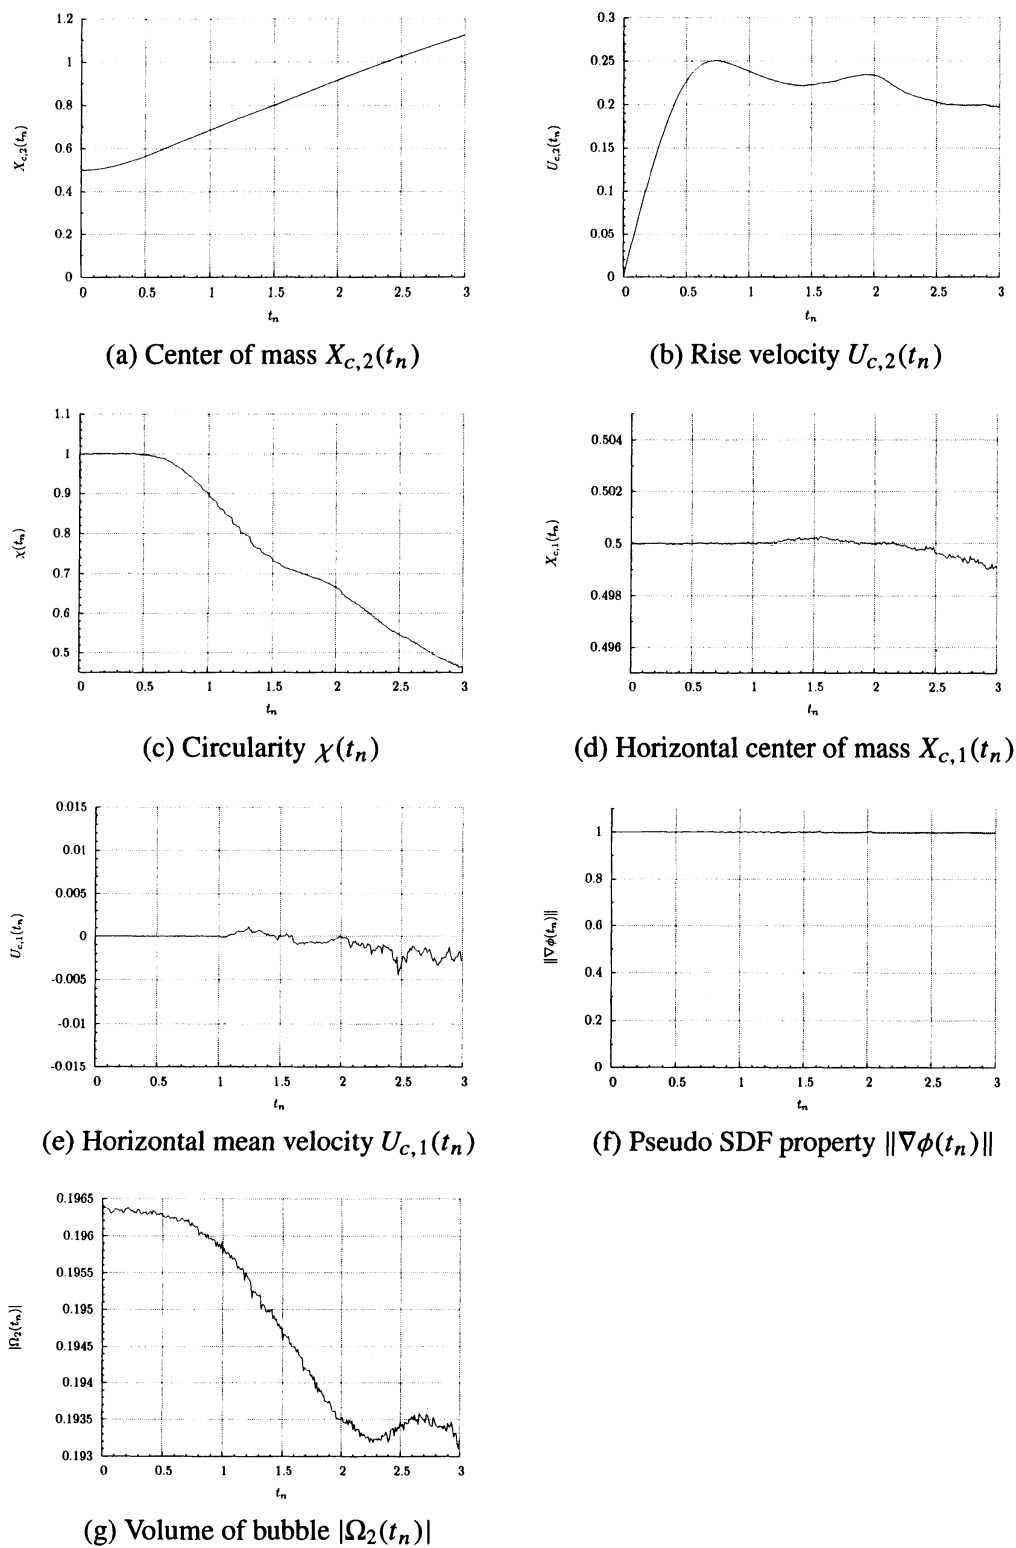 1.2
1
0.8
0.6
0.4
0.2
0
X_{c,2}(t_n)
0 0.5 1 1.5 2 2.5 3
t_n
(a) Center of mass X_{c,2}(t_n)
0.3
0.25
0.2
0.15
0.1
0.05
0
U_{c,2}(t_n)
0 0.5 1 1.5 2 2.5 3
t_n
(b) Rise velocity U_{c,2}(t_n)
1.1
1
0.9
0.8
0.7
0.6
0.5
χ(t_n)
0 0.5 1 1.5 2 2.5 3
t_n
(c) Circularity χ(t_n)
0.504
0.502
0.5
0.498
0.496
X_{c,1}(t_n)
0 0.5 1 1.5 2 2.5 3
t_n
(d) Horizontal center of mass X_{c,1}(t_n)
0.015
0.01
0.005
0
-0.005
-0.01
-0.015
U_{c,1}(t_n)
0 0.5 1 1.5 2 2.5 3
t_n
(e) Horizontal mean velocity U_{c,1}(t_n)
1
0.8
0.6
0.4
0.2
0
||∇ϕ(t_n)||
0 0.5 1 1.5 2 2.5 3
t_n
(f) Pseudo SDF property ||∇ϕ(t_n)||
0.1965
0.196
0.1955
0.195
0.1945
0.194
0.1935
0.193
|Ω_2(t_n)|
0 0.5 1 1.5 2 2.5 3
t_n
(g) Volume of bubble |Ω_2(t_n)|